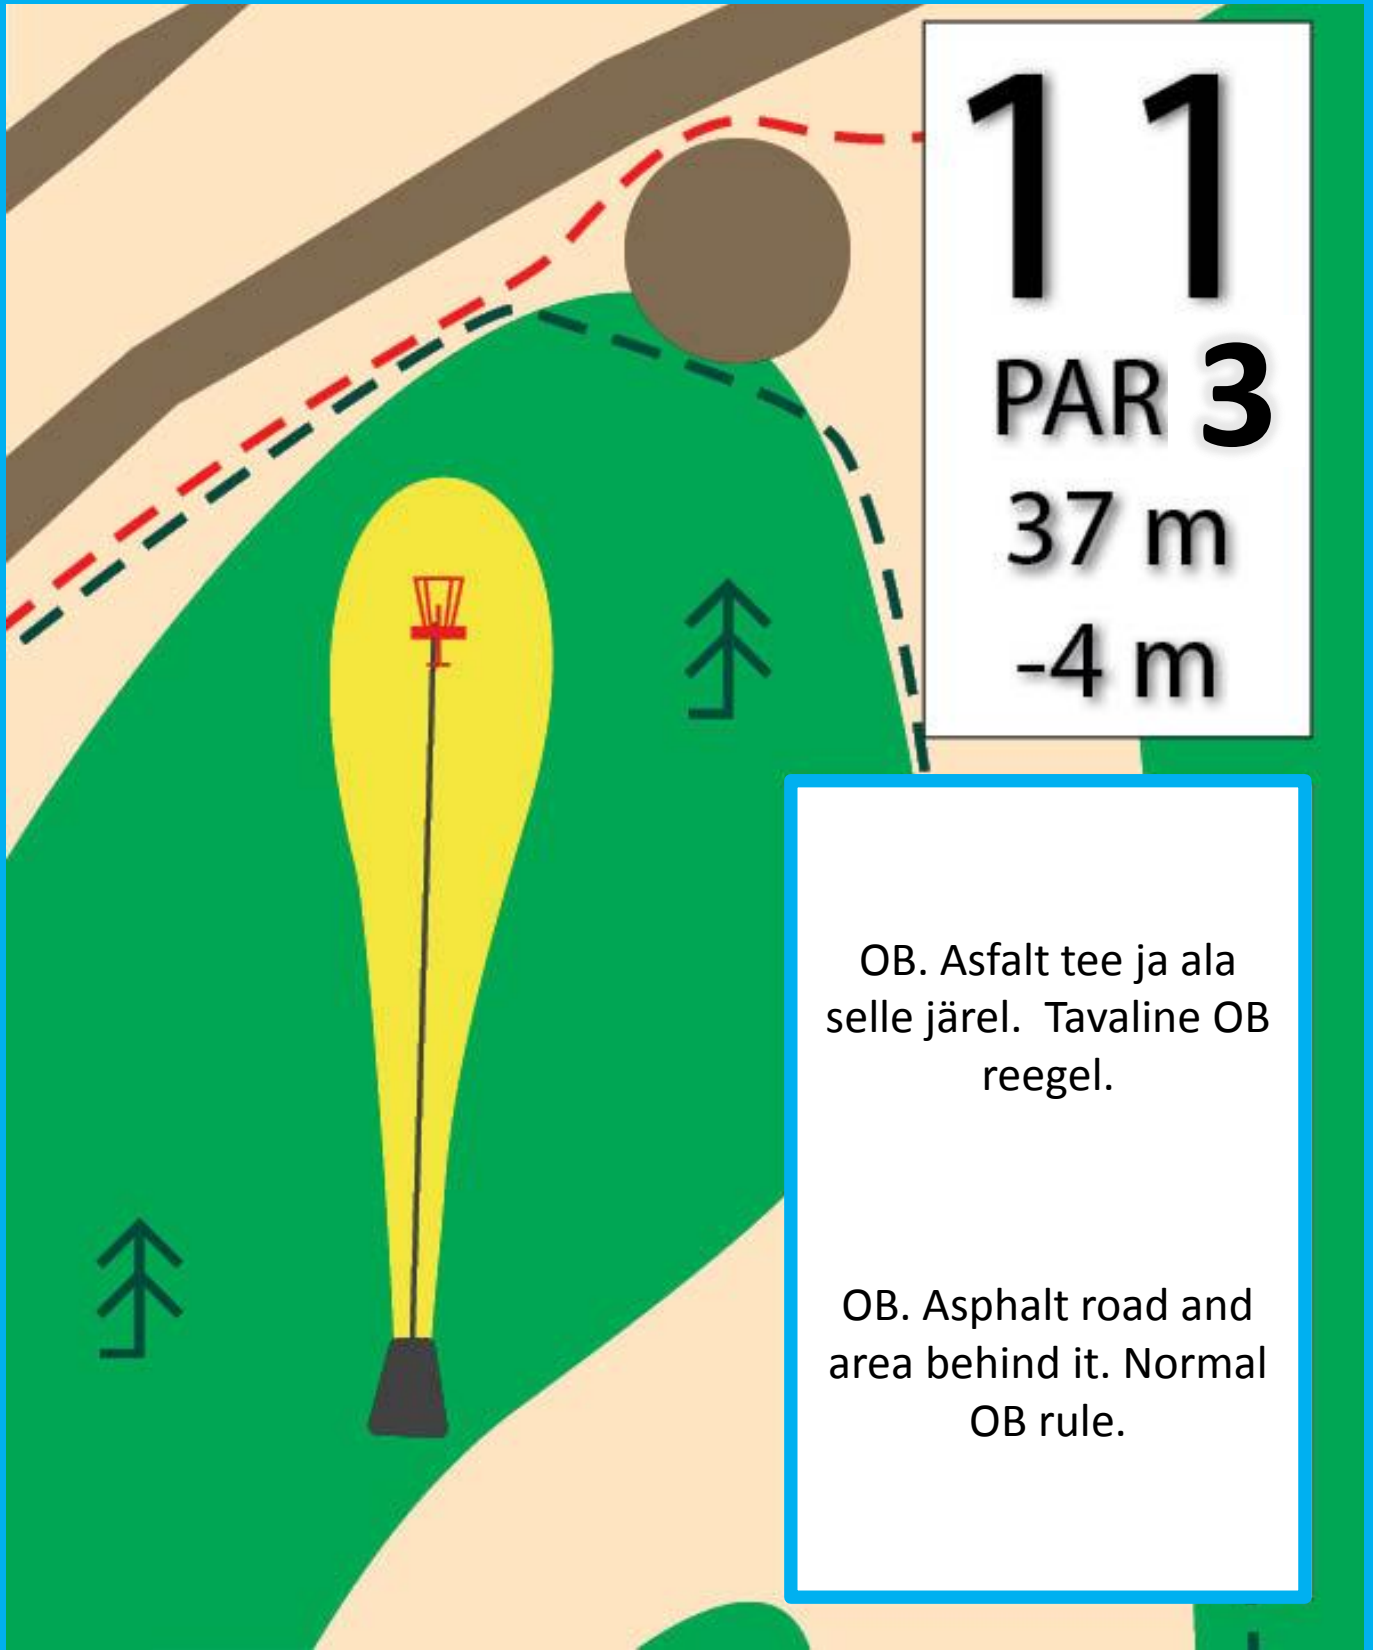 11
PAR 3
37 m
-4 m
OB. Asfalt tee ja ala
selle järel.  Tavaline OB
reegel.
OB. Asphalt road and
area behind it. Normal
OB rule.